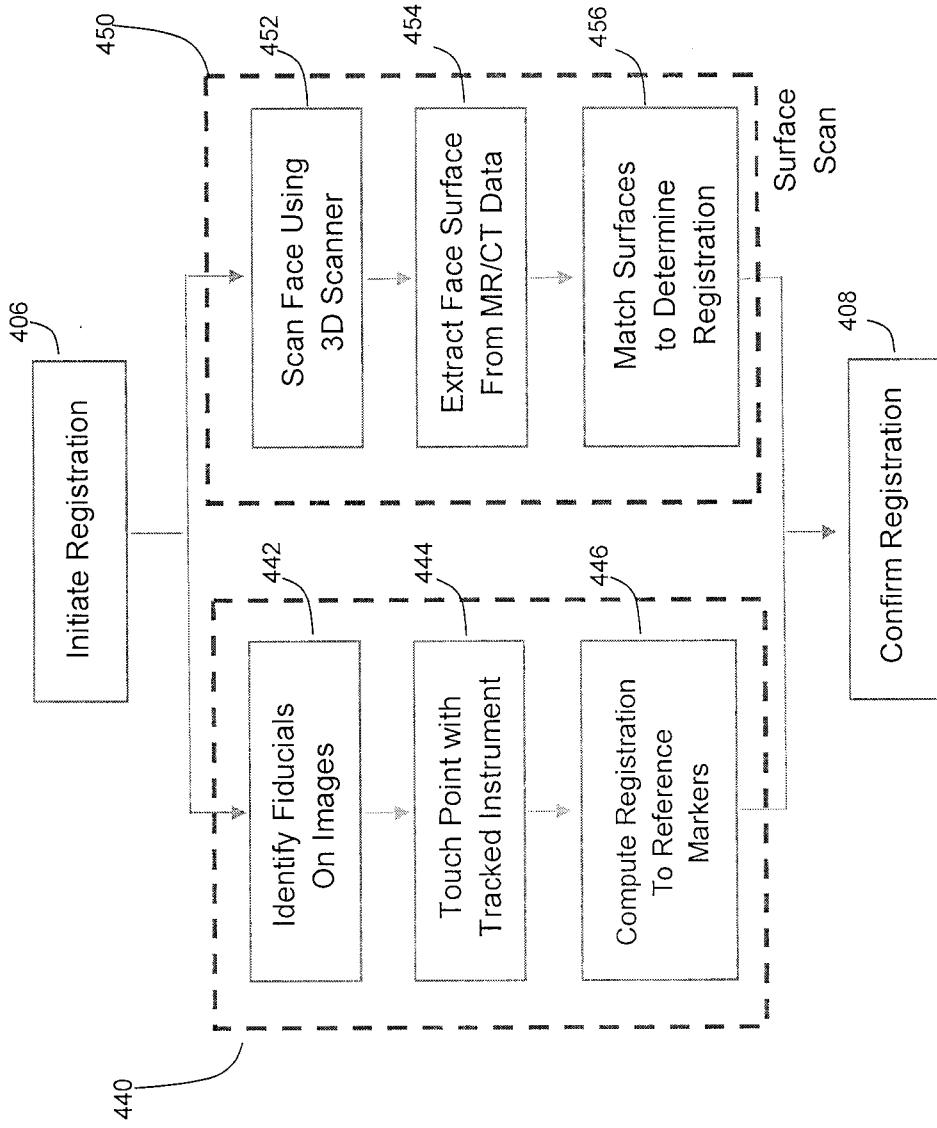 406
Initiate Registration
440
442
Identify Fiducials
On Images
444
Touch Point with
Tracked Instrument
446
Compute Registration
To Reference
Markers
450
452
Scan Face Using
3D Scanner
454
Extract Face Surface
From MR/CT Data
456
Match Surfaces
to Determine
Registration
Surface
Scan
408
Confirm Registration